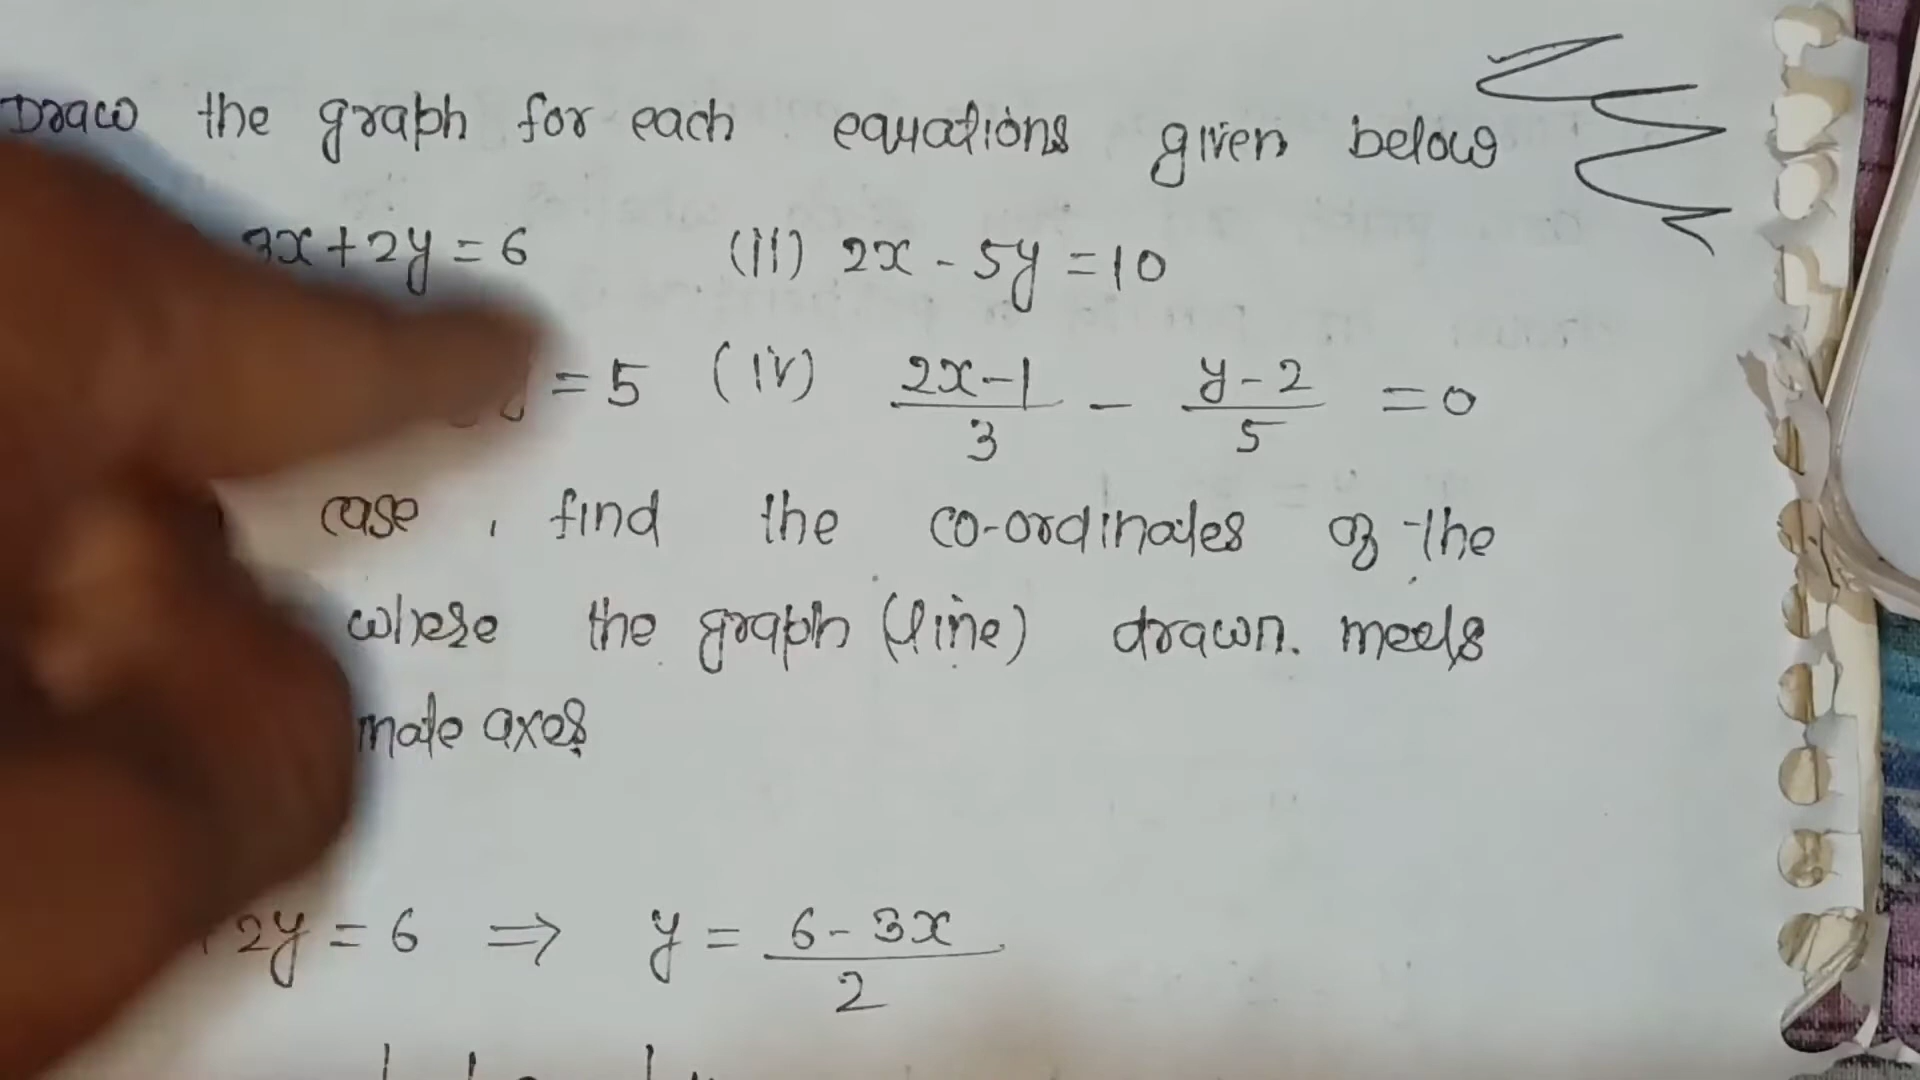 Draw the graph for each equations given below
3x+2y=6 (ii) 2x-5y=10
y=5 (iv) (2x-1)/3 - (y-2)/5 =0
case, find the co-ordinates of the
where the graph (line) drawn. meets
nate axes
2y=6 ⇒ y = (6-3x)/2